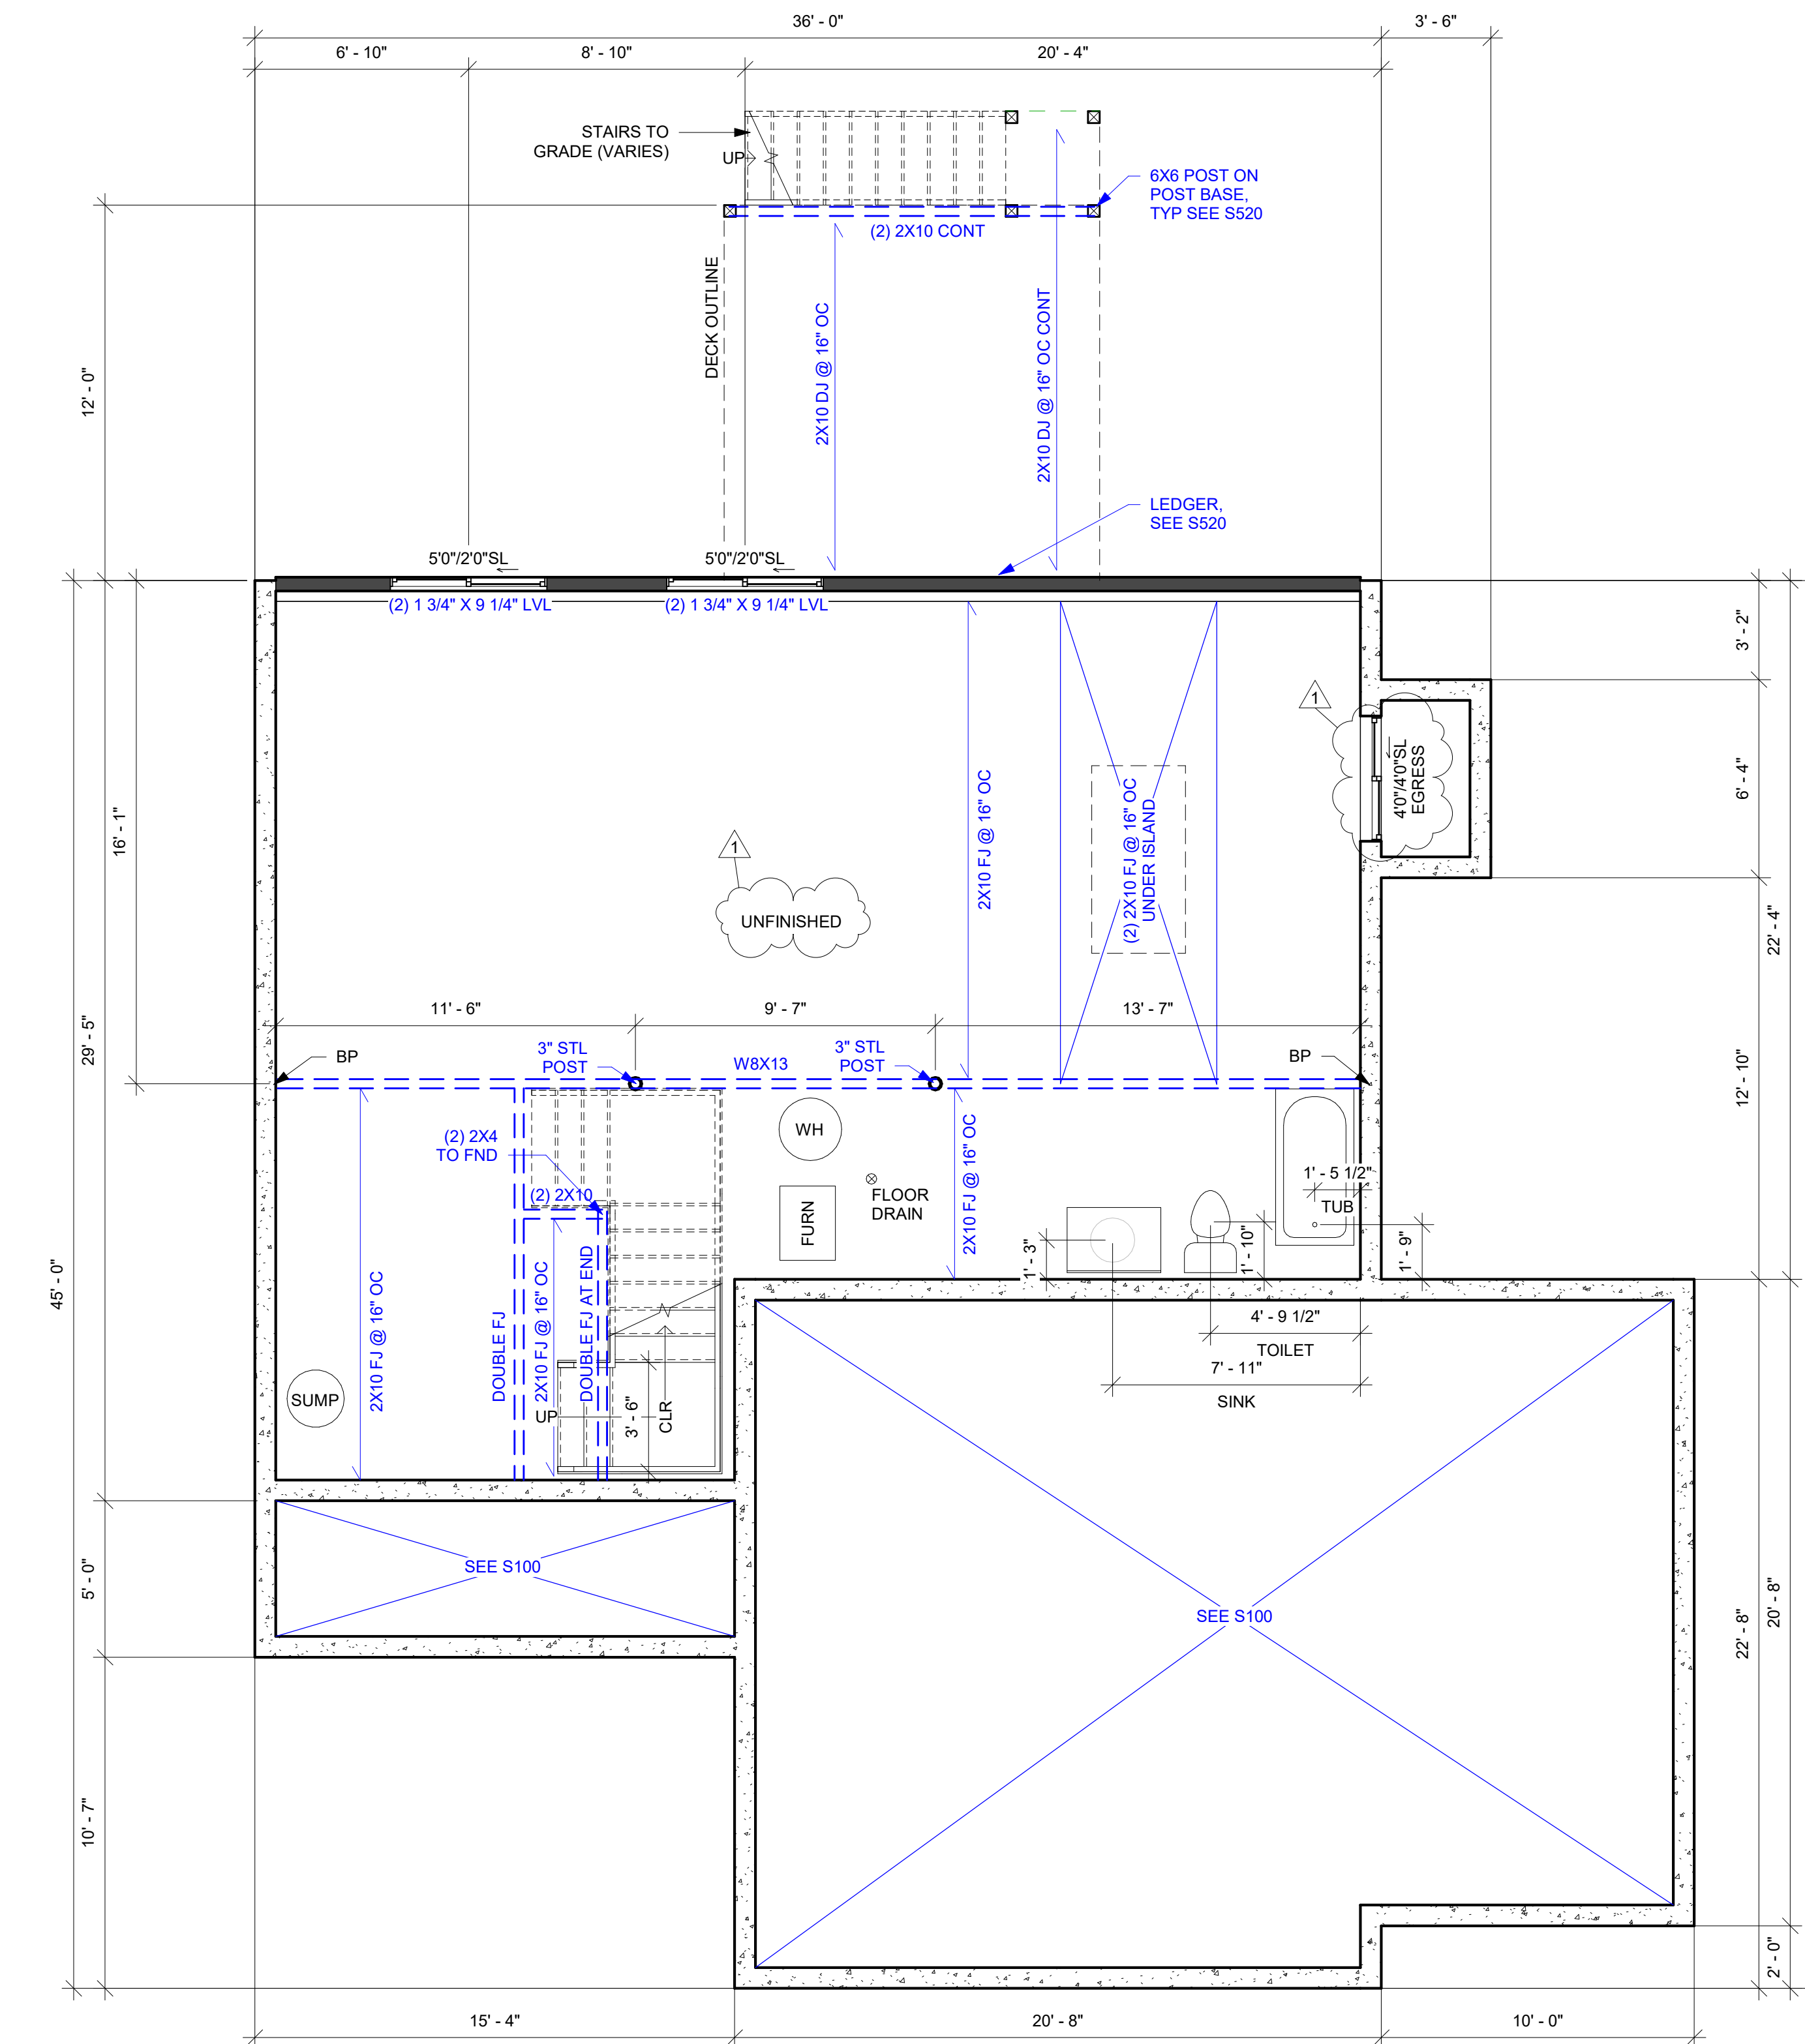 36' - 0"
3' - 6"
6' - 10"
8' - 10"
20' - 4"
STAIRS TO
GRADE (VARIES)
UP
6X6 POST ON
POST BASE,
TYP SEE S520
(2) 2X10 CONT
DECK OUTLINE
2X10 DJ @ 16" OC
2X10 DJ @ 16" OC CONT
12' - 0"
LEDGER,
SEE S520
5'0"/2'0"SL
5'0"/2'0"SL
(2) 1 3/4" X 9 1/4" LVL
(2) 1 3/4" X 9 1/4" LVL
3' - 2"
1
4'0"/4'0"SL
EGRESS
6' - 4"
16' - 1"
2X10 FJ @ 16" OC
(2) 2X10 FJ @ 16" OC
UNDER ISLAND
1
UNFINISHED
22' - 4"
11' - 6"
9' - 7"
13' - 7"
29' - 5"
BP
3" STL
POST
W8X13
3" STL
POST
BP
12' - 10"
(2) 2X4
TO FND
WH
(2) 2X10
FLOOR
DRAIN
FURN
2X10 FJ @ 16" OC
1' - 5 1/2"
TUB
1' - 3"
1' - 10"
1' - 9"
45' - 0"
2X10 FJ @ 16" OC
DOUBLE FJ
2X10 FJ @ 16" OC
DOUBLE FJ AT END
4' - 9 1/2"
TOILET
7' - 11"
SINK
SUMP
UP
3' - 6"
CLR
5' - 0"
SEE S100
SEE S100
22' - 8"
20' - 8"
10' - 7"
2' - 0"
15' - 4"
20' - 8"
10' - 0"